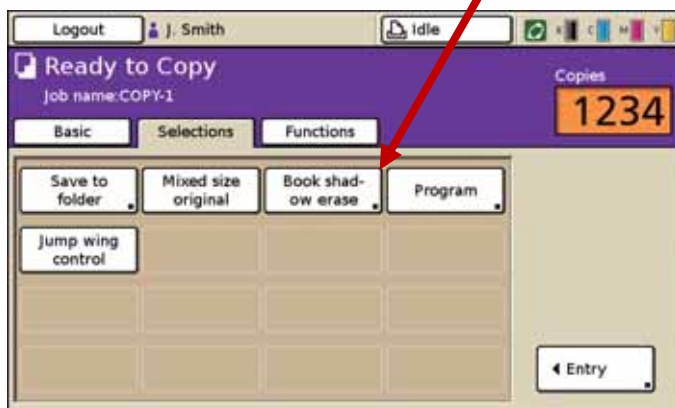 Logout
J. Smith
Idle
K C M Y
Ready to Copy
Job name:COPY-1
Copies
1234
Basic
Selections
Functions
Save to
folder
Mixed size
original
Book shad-
ow erase
Program
Jump wing
control
Entry